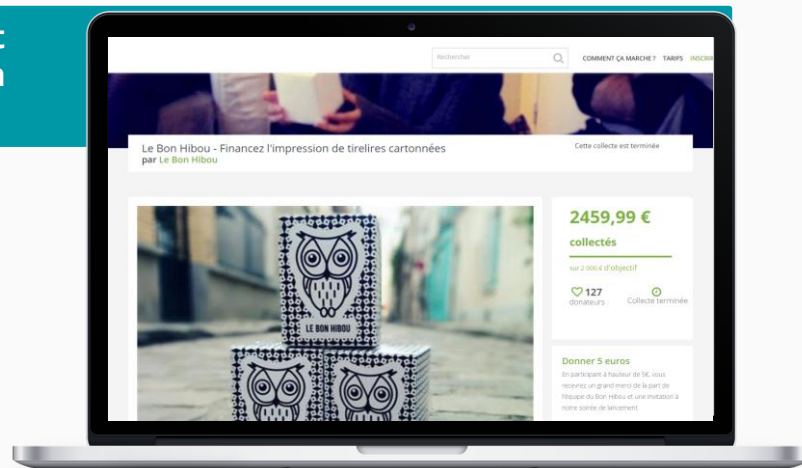 t
n
Rechercher
COMMENT ÇA MARCHE ? TARIFS INSCRI
Le Bon Hibou - Financez l'impression de tirelires cartonnées
par Le Bon Hibou
Cette collecte est terminée
LE BON HIBOU
2459,99 €
collectés
sur 2 000 € d'objectif
127
donateurs
Collecte terminée
Donner 5 euros
En participant à hauteur de 5€, vous
recevrez un grand merci de la part de
l'équipe du Bon Hibou et une invitation à
notre soirée de lancement